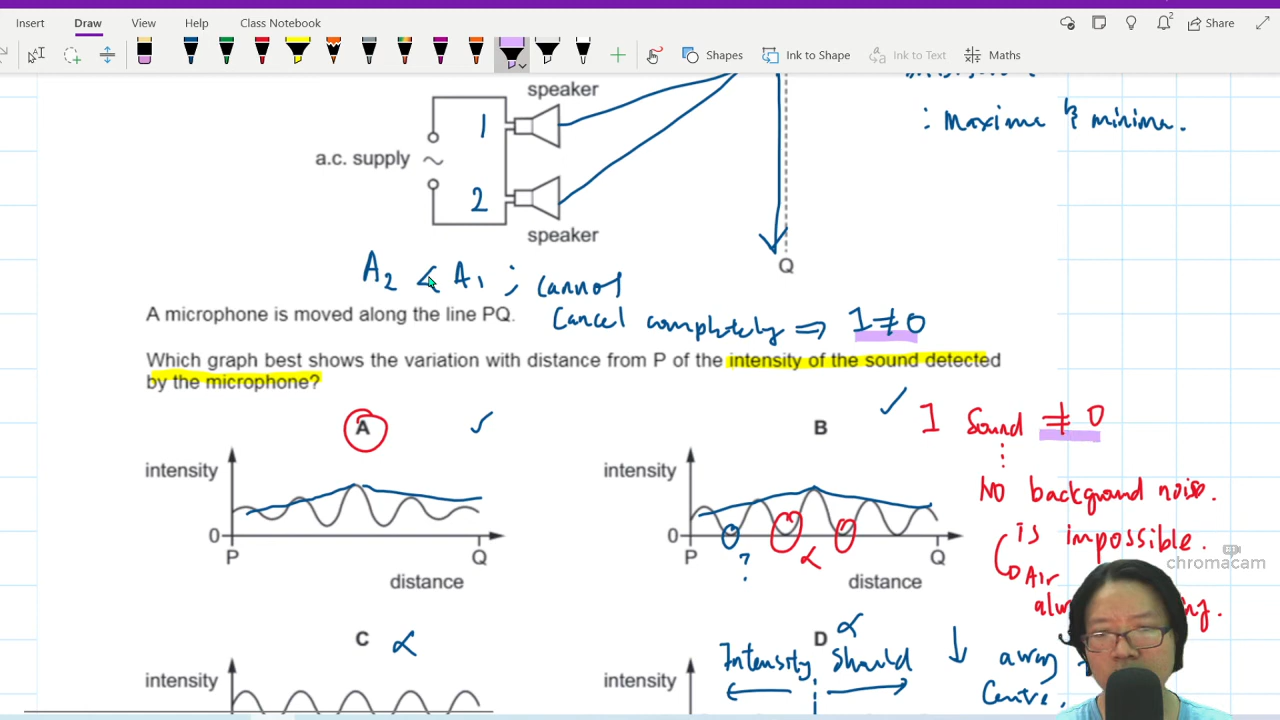 Insert Draw View Help Class Notebook Share
Shapes Ink to Shape Ink to Text Maths
speaker
: Maxima & minima.
1
a.c. supply
2
speaker
Q
A2 < A1 ; cannot
A microphone is moved along the line PQ.
Cancel completely ⇒ I ≠ 0
Which graph best shows the variation with distance from P of the intensity of the sound detected
by the microphone?
A
B
I sound ≠ 0
intensity
intensity
No background noise.
0
0
is impossible.
P
Q
P
Q
?
Air
chromacam
distance
distance
C
D
Intensity Should ↓ away
Centre.
intensity
intensity